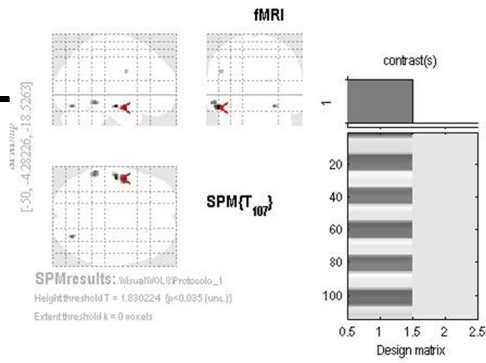 fMRI
contrast(s)
1
[-50, -4.28226, -18.5263]
SPM{T107}
20
40
60
80
100
0.5 1 1.5 2 2.5
Design matrix
SPMresults: .\Visual\VOL8\Protocolo_1
Height threshold T = 1.830224 {p<0.035 (unc.)}
Extent threshold k = 0 voxels